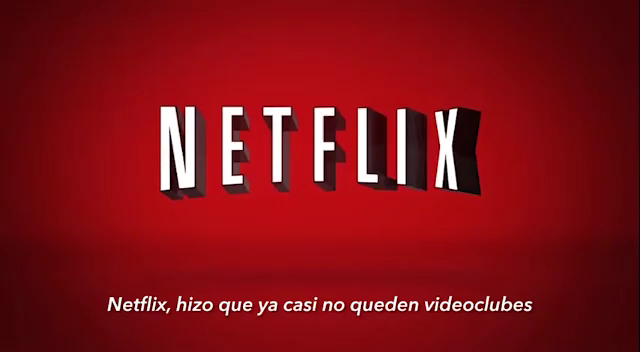 NETFLIX
Netflix, hizo que ya casi no queden videoclubes